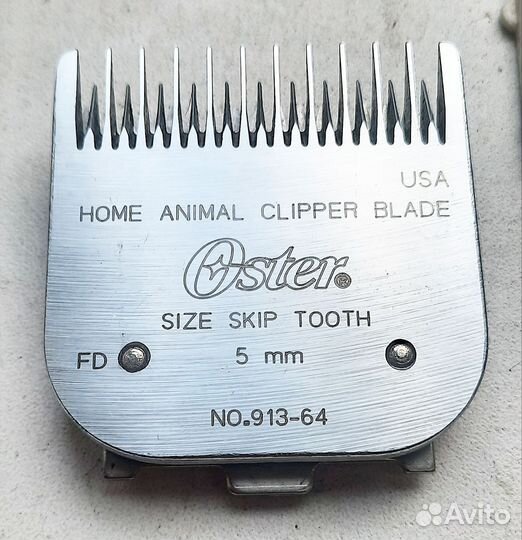 USA
HOME ANIMAL CLIPPER BLADE
Oster®
SIZE SKIP TOOTH
FD 5 mm
NO.913-64
Avito